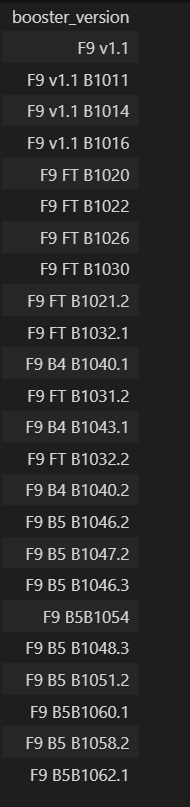 booster_version
F9 v1.1
F9 v1.1 B1011
F9 v1.1 B1014
F9 v1.1 B1016
F9 FT B1020
F9 FT B1022
F9 FT B1026
F9 FT B1030
F9 FT B1021.2
F9 FT B1032.1
F9 B4 B1040.1
F9 FT B1031.2
F9 B4 B1043.1
F9 FT B1032.2
F9 B4 B1040.2
F9 B5 B1046.2
F9 B5 B1047.2
F9 B5 B1046.3
F9 B5B1054
F9 B5 B1048.3
F9 B5 B1051.2
F9 B5B1060.1
F9 B5 B1058.2
F9 B5B1062.1